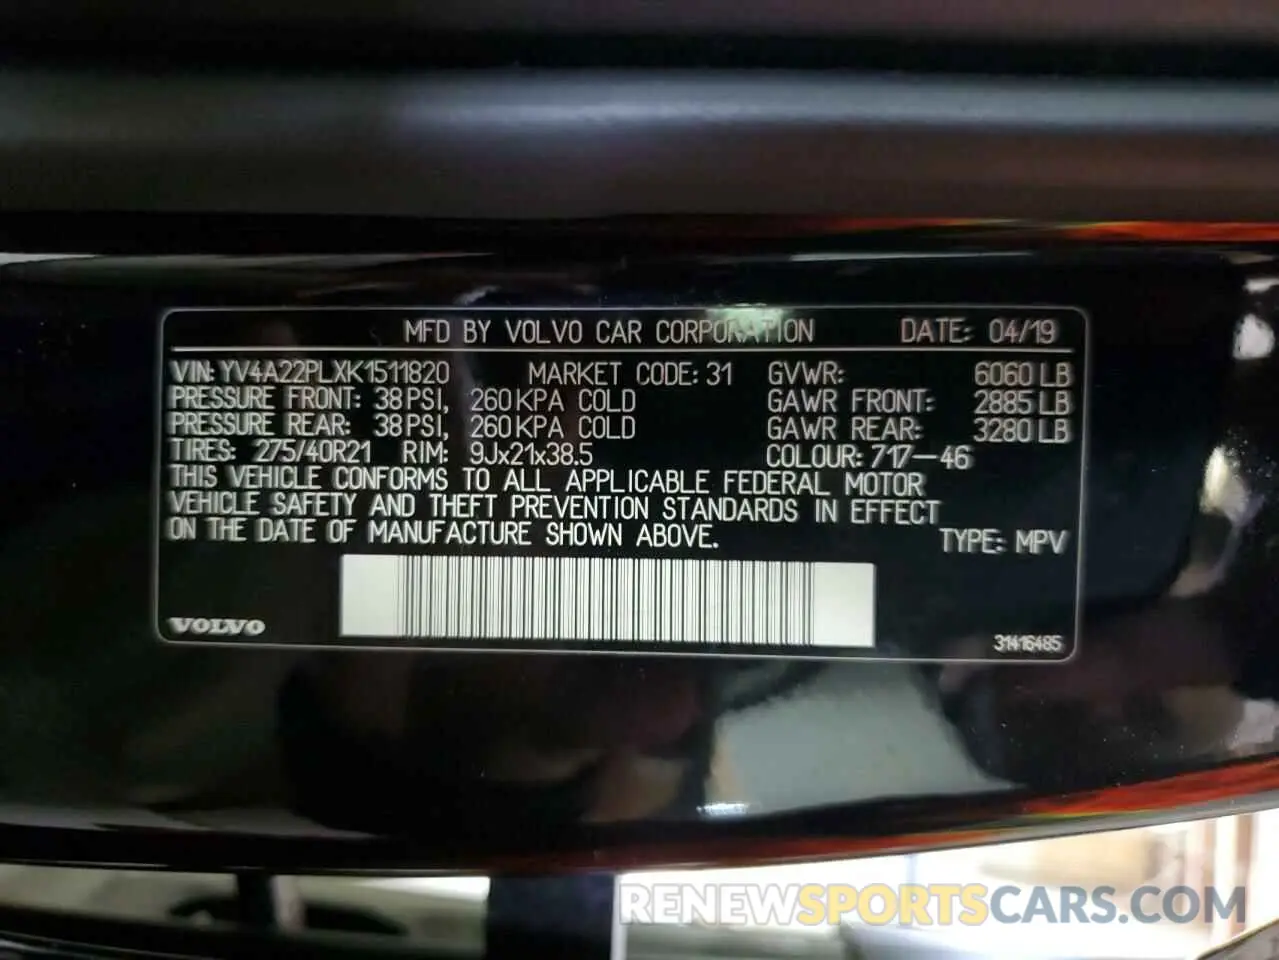 MFD BY VOLVO CAR CORPORATION DATE: 04/19
VIN: YV4A22PLXK1511820 MARKET CODE: 31 GVWR: 6060 LB
PRESSURE FRONT: 38 PSI, 260 KPA COLD GAWR FRONT: 2885 LB
PRESSURE REAR: 38 PSI, 260 KPA COLD GAWR REAR: 3280 LB
TIRES: 275/40R21 RIM: 9Jx21x38.5 COLOUR: 717-46
THIS VEHICLE CONFORMS TO ALL APPLICABLE FEDERAL MOTOR
VEHICLE SAFETY AND THEFT PREVENTION STANDARDS IN EFFECT
ON THE DATE OF MANUFACTURE SHOWN ABOVE. TYPE: MPV
VOLVO 31416485
RENEWSPORTSCARS.COM